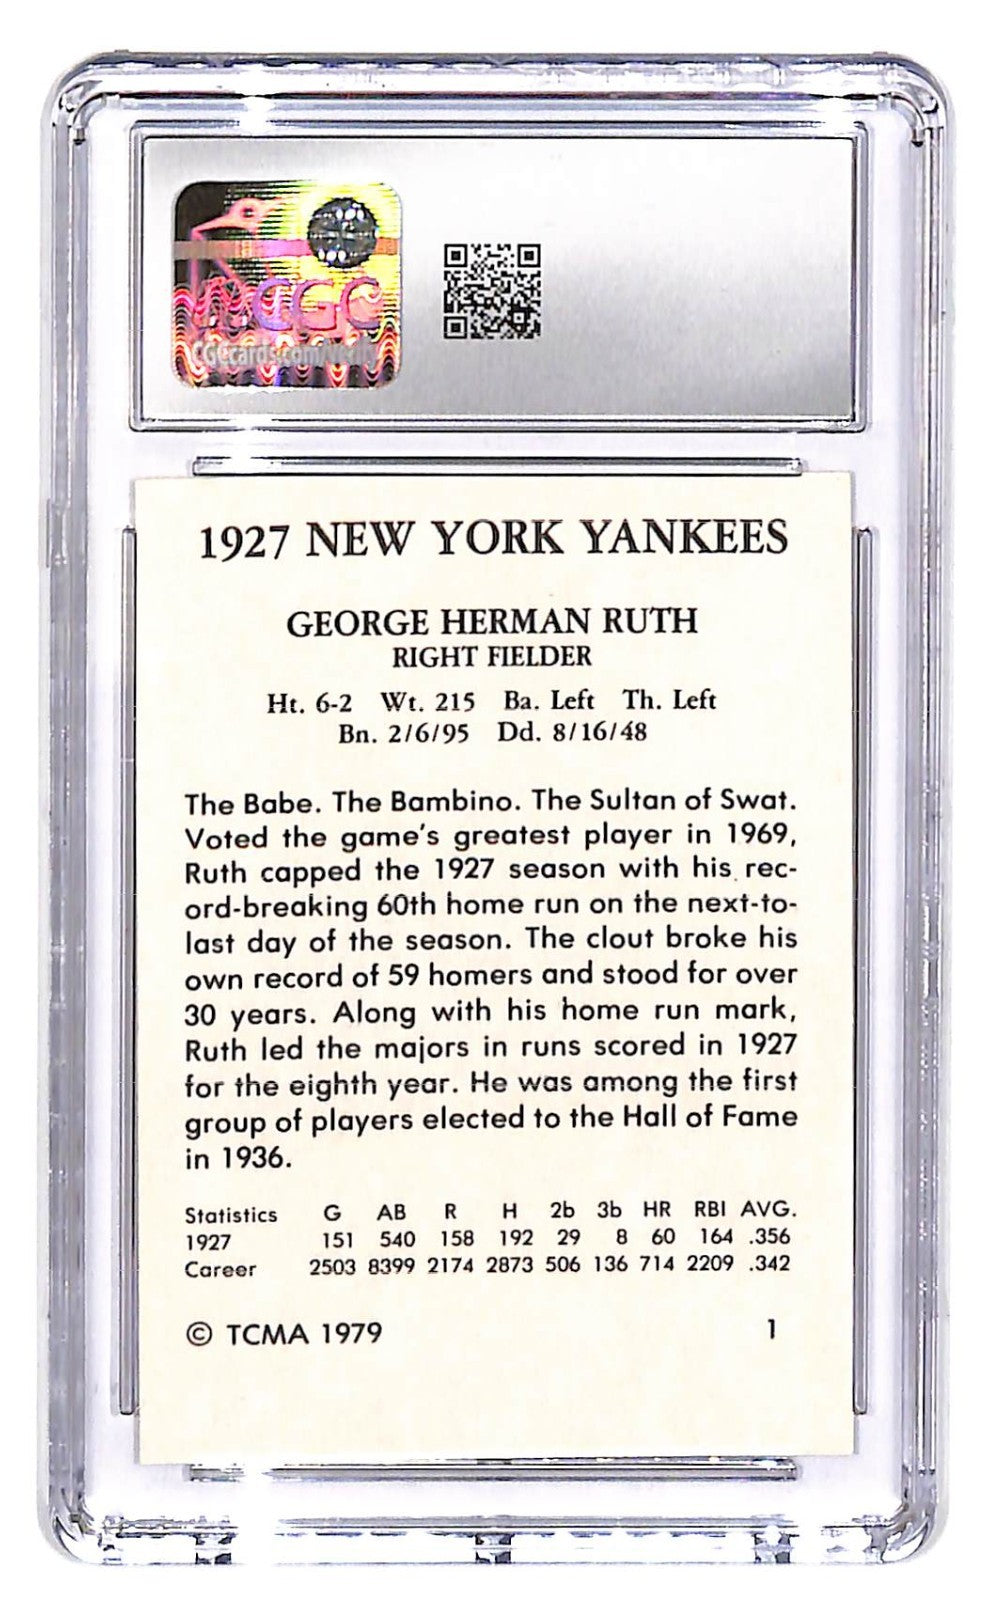 CGC
CGCcards.com/verify
1927 NEW YORK YANKEES
GEORGE HERMAN RUTH
RIGHT FIELDER
Ht. 6-2 Wt. 215 Ba. Left Th. Left
Bn. 2/6/95 Dd. 8/16/48
The Babe. The Bambino. The Sultan of Swat.
Voted the game's greatest player in 1969,
Ruth capped the 1927 season with his rec-
ord-breaking 60th home run on the next-to-
last day of the season. The clout broke his
own record of 59 homers and stood for over
30 years. Along with his home run mark,
Ruth led the majors in runs scored in 1927
for the eighth year. He was among the first
group of players elected to the Hall of Fame
in 1936.
Statistics G AB R H 2b 3b HR RBI AVG.
1927 151 540 158 192 29 8 60 164 .356
Career 2503 8399 2174 2873 506 136 714 2209 .342
© TCMA 1979 1